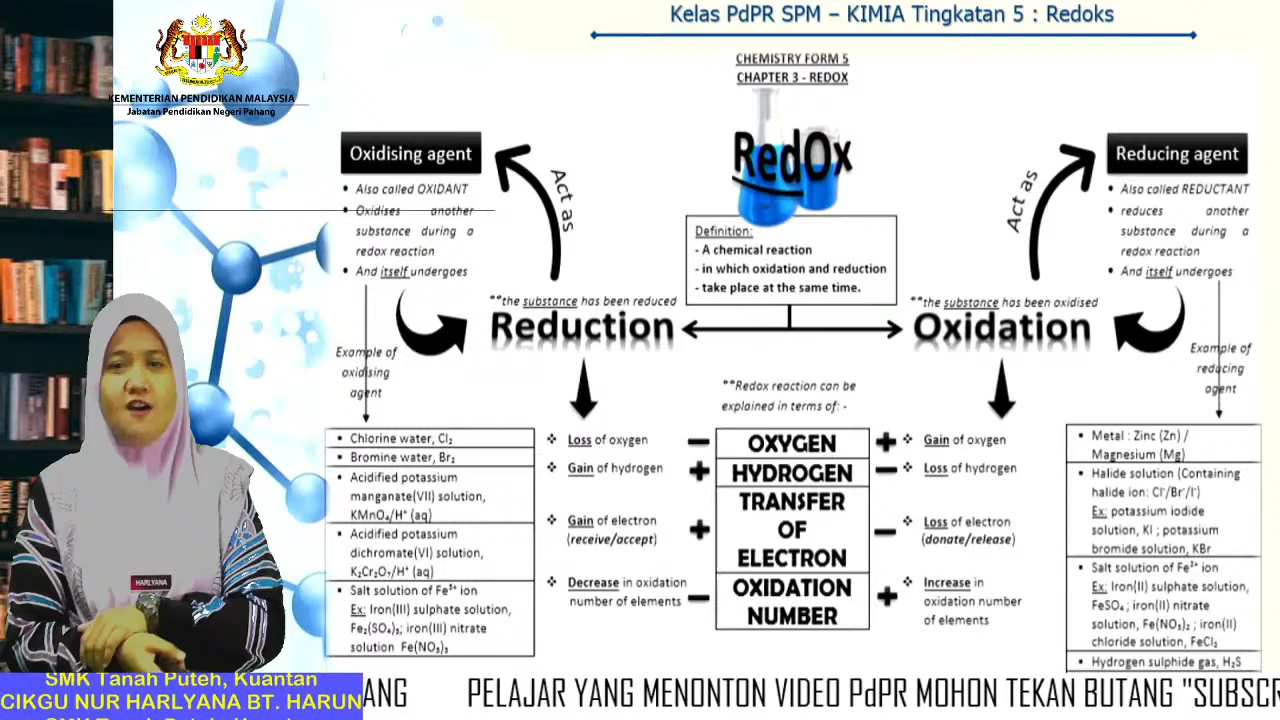 Kelas PdPR SPM – KIMIA Tingkatan 5 : Redoks
KEMENTERIAN PENDIDIKAN MALAYSIA
Jabatan Pendidikan Negeri Pahang
CHEMISTRY FORM 5
CHAPTER 3 - REDOX
RedOx
Definition:
- A chemical reaction
- in which oxidation and reduction
- take place at the same time.
Oxidising agent
• Also called OXIDANT
• Oxidises another
substance during a
redox reaction
• And itself undergoes
Act as
Reducing agent
• Also called REDUCTANT
• reduces another
substance during a
redox reaction
• And itself undergoes
Act as
**the substance has been reduced
Reduction
**the substance has been oxidised
Oxidation
Example of
oxidising
agent
Example of
reducing
agent
**Redox reaction can be
explained in terms of: -
▪ Chlorine water, Cl₂
▪ Bromine water, Br₂
▪ Acidified potassium
manganate(VII) solution,
KMnO₄/H⁺ (aq)
▪ Acidified potassium
dichromate(VI) solution,
K₂Cr₂O₇/H⁺ (aq)
▪ Salt solution of Fe³⁺ ion
Ex: Iron(III) sulphate solution,
Fe₂(SO₄)₃; iron(III) nitrate
solution Fe(NO₃)₃
❖ Loss of oxygen
❖ Gain of hydrogen
❖ Gain of electron
(receive/accept)
❖ Decrease in oxidation
number of elements
− OXYGEN +
+ HYDROGEN −
TRANSFER
+ OF −
ELECTRON
− OXIDATION +
NUMBER
❖ Gain of oxygen
❖ Loss of hydrogen
❖ Loss of electron
(donate/release)
❖ Increase in
oxidation number
of elements
▪ Metal : Zinc (Zn) /
Magnesium (Mg)
▪ Halide solution (Containing
halide ion: Cl⁻/Br⁻/I⁻)
Ex: potassium iodide
solution, KI ; potassium
bromide solution, KBr
▪ Salt solution of Fe²⁺ ion
Ex: Iron(II) sulphate solution,
FeSO₄ ; iron(II) nitrate
solution, Fe(NO₃)₂ ; iron(II)
chloride solution, FeCl₂
▪ Hydrogen sulphide gas, H₂S
HARLYANA
SMK Tanah Puteh, Kuantan
CIKGU NUR HARLYANA BT. HARUN
ANG PELAJAR YANG MENONTON VIDEO PdPR MOHON TEKAN BUTANG "SUBSCR